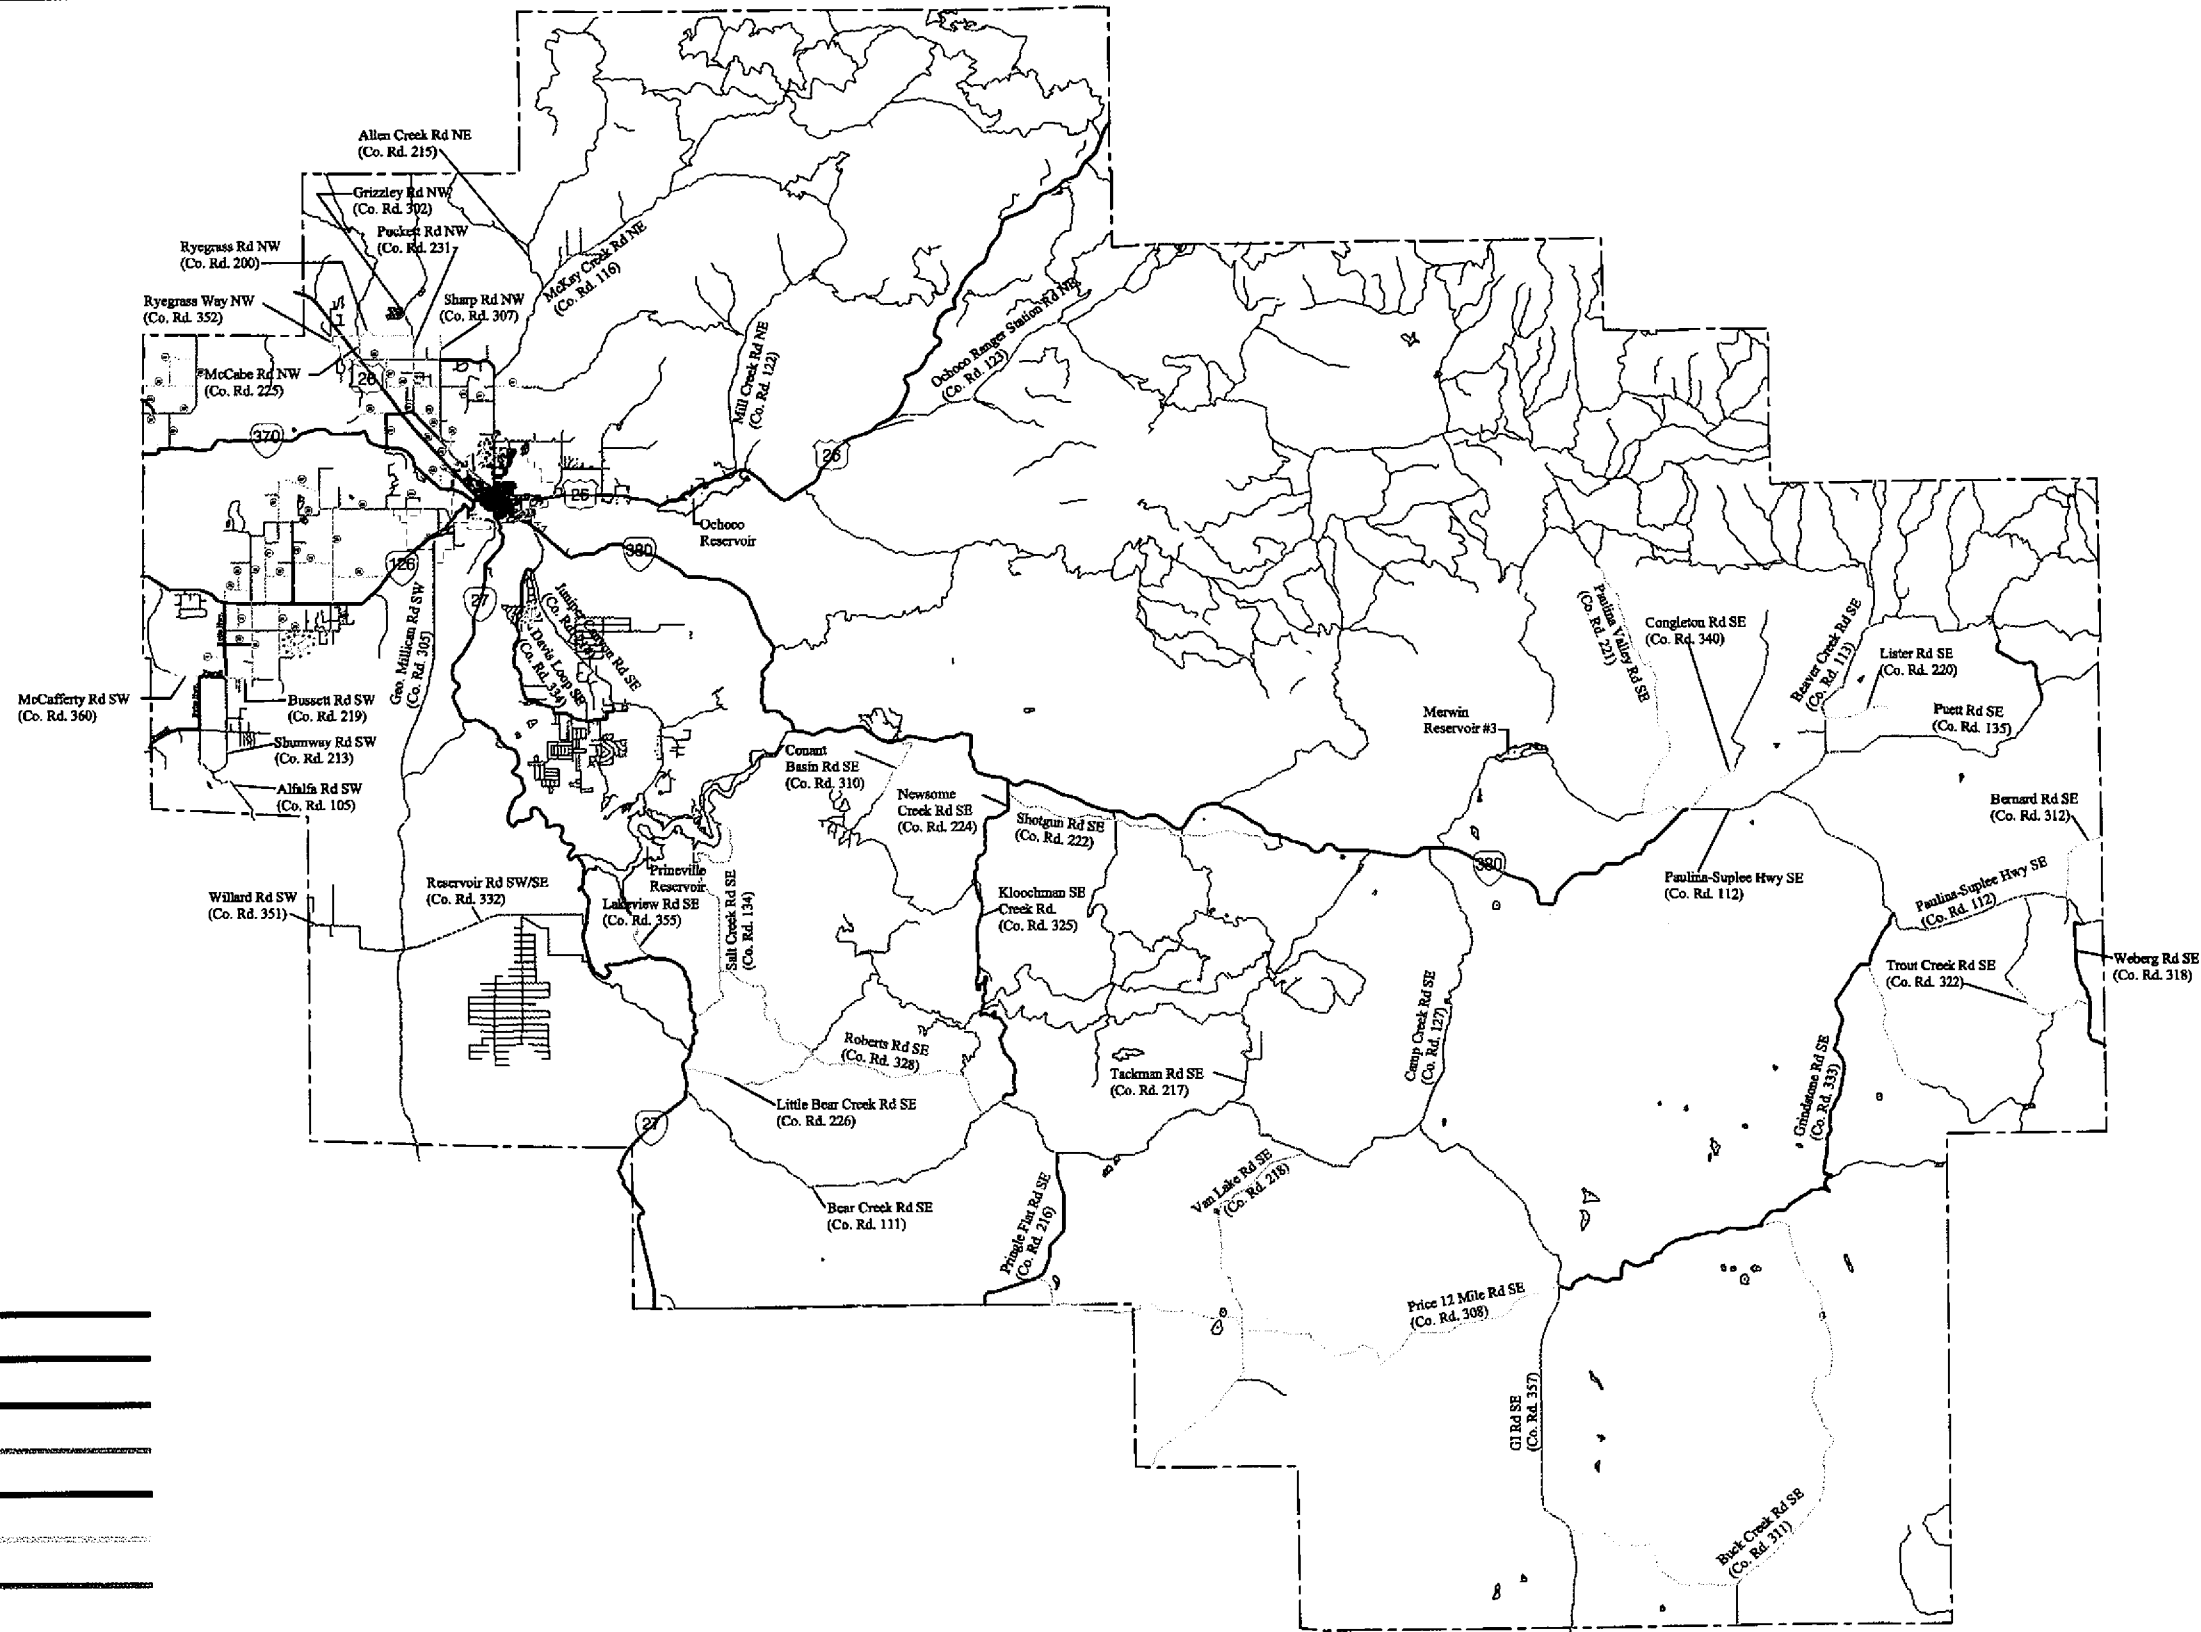 Allen Creek Rd NE
(Co. Rd. 215)
Grizzley Rd NW
(Co. Rd. 302)
Puckett Rd NW
(Co. Rd. 231)
Ryegrass Rd NW
(Co. Rd. 200)
Ryegrass Way NW
(Co. Rd. 352)
Sharp Rd NW
(Co. Rd. 307)
McKay Creek Rd NE
(Co. Rd. 116)
McCabe Rd NW
(Co. Rd. 225)
26
Mill Creek Rd NE
(Co. Rd. 122)
Ochoco Ranger Station Rd NE
(Co. Rd. 123)
370
26
26
Ochoco
Reservoir
380
126
27
Geo. Millican Rd SW
(Co. Rd. 305)
Juniper Canyon Rd SE
Davis Loop SE
(Co. Rd. 334)
Paulina Valley Rd SE
(Co. Rd. 221)
Congleton Rd SE
(Co. Rd. 340)
Beaver Creek Rd SE
(Co. Rd. 113)
Lister Rd SE
(Co. Rd. 220)
Puett Rd SE
(Co. Rd. 135)
McCafferty Rd SW
(Co. Rd. 360)
Bussett Rd SW
(Co. Rd. 219)
Shumway Rd SW
(Co. Rd. 213)
Alfalfa Rd SW
(Co. Rd. 105)
Merwin
Reservoir #3
Conant
Basin Rd SE
(Co. Rd. 310)
Newsome
Creek Rd SE
(Co. Rd. 224)
Shotgun Rd SE
(Co. Rd. 222)
Bernard Rd SE
(Co. Rd. 312)
Prineville
Reservoir
Reservoir Rd SW/SE
(Co. Rd. 332)
Willard Rd SW
(Co. Rd. 351)
Lakeview Rd SE
(Co. Rd. 355)
Salt Creek Rd SE
(Co. Rd. 134)
Kloochman SE
Creek Rd.
(Co. Rd. 325)
380
Paulina-Suplee Hwy SE
(Co. Rd. 112)
Paulina-Suplee Hwy SE
(Co. Rd. 112)
Trout Creek Rd SE
(Co. Rd. 322)
Weberg Rd SE
(Co. Rd. 318)
Camp Creek Rd SE
(Co. Rd. 127)
Roberts Rd SE
(Co. Rd. 328)
Tackman Rd SE
(Co. Rd. 217)
Grindstone Rd SE
(Co. Rd. 333)
Little Bear Creek Rd SE
(Co. Rd. 226)
27
Bear Creek Rd SE
(Co. Rd. 111)
Pringle Flat Rd SE
(Co. Rd. 216)
Van Lake Rd SE
(Co. Rd. 218)
Price 12 Mile Rd SE
(Co. Rd. 308)
GI Rd SE
(Co. Rd. 357)
Buck Creek Rd SE
(Co. Rd. 311)